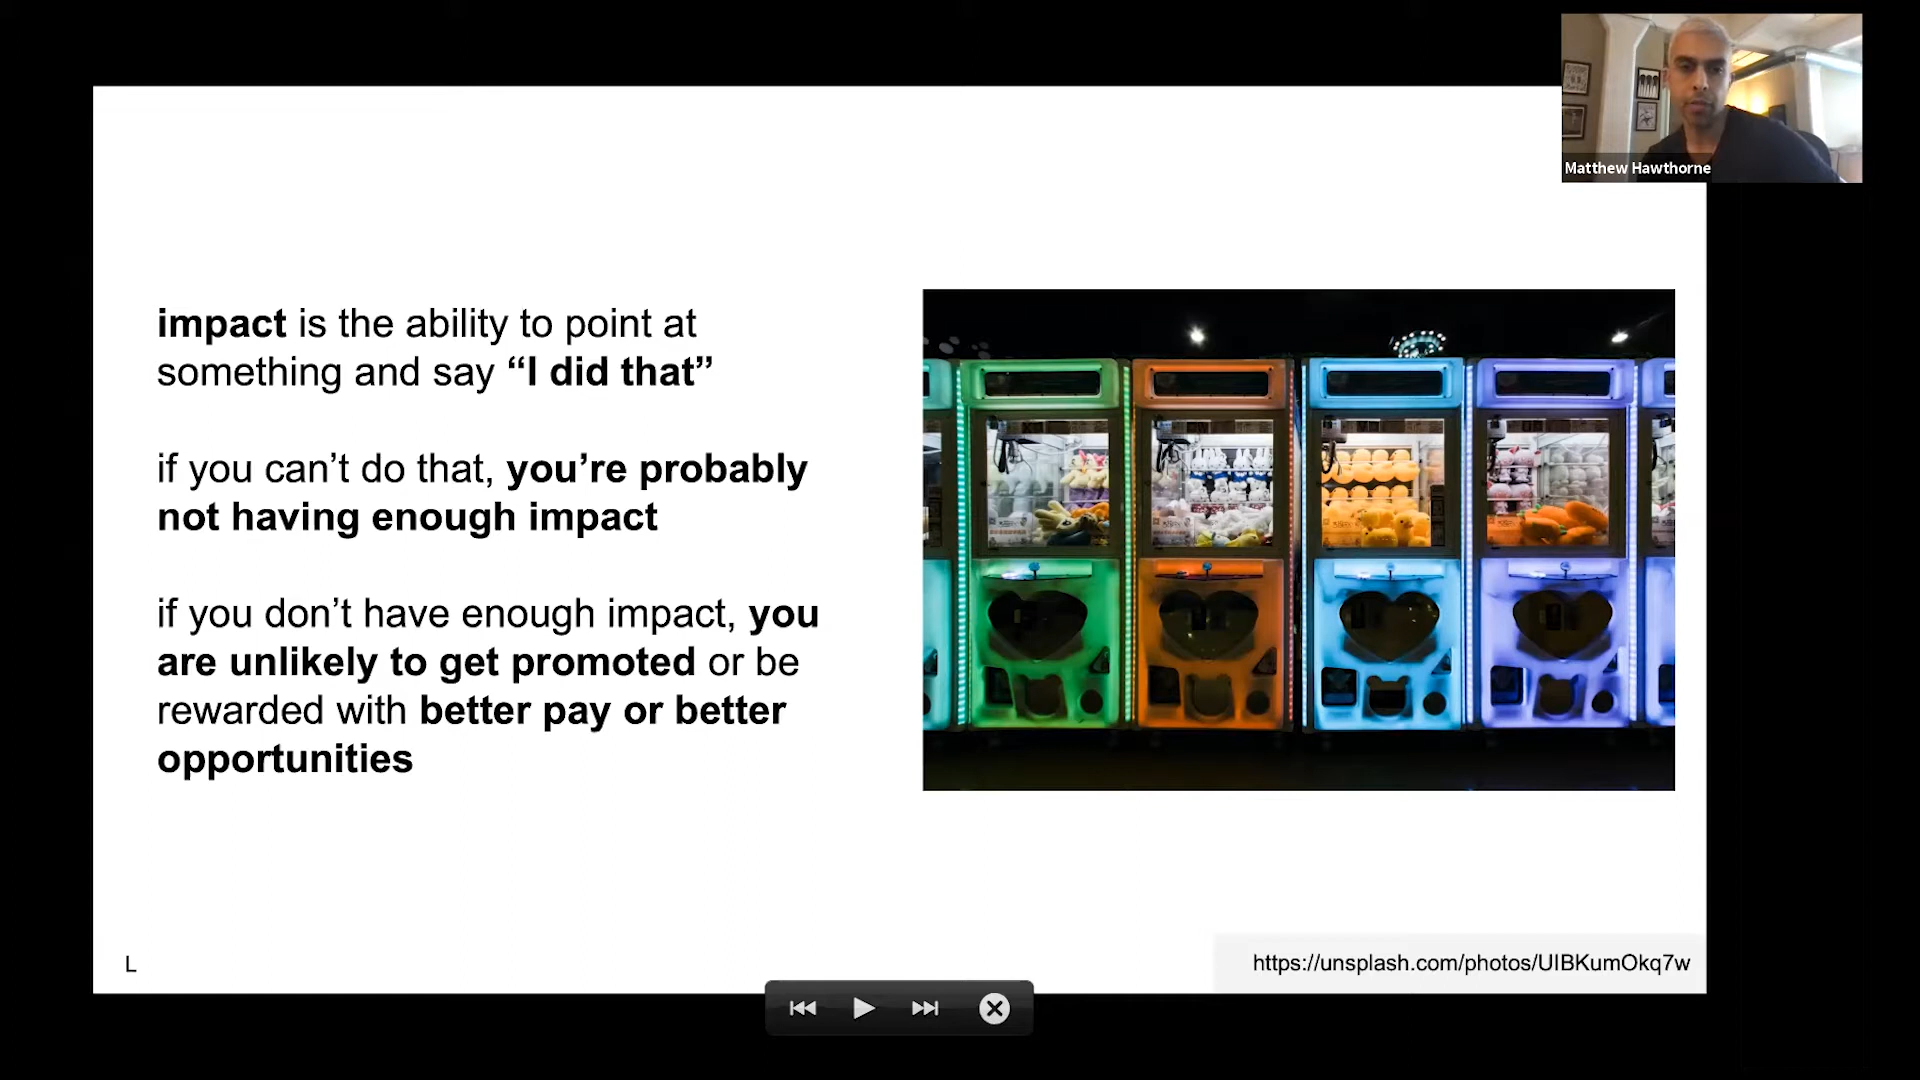 Matthew Hawthorne
impact is the ability to point at
something and say “I did that”
if you can’t do that, you’re probably
not having enough impact
if you don’t have enough impact, you
are unlikely to get promoted or be
rewarded with better pay or better
opportunities
L
https://unsplash.com/photos/UIBKumOkq7w